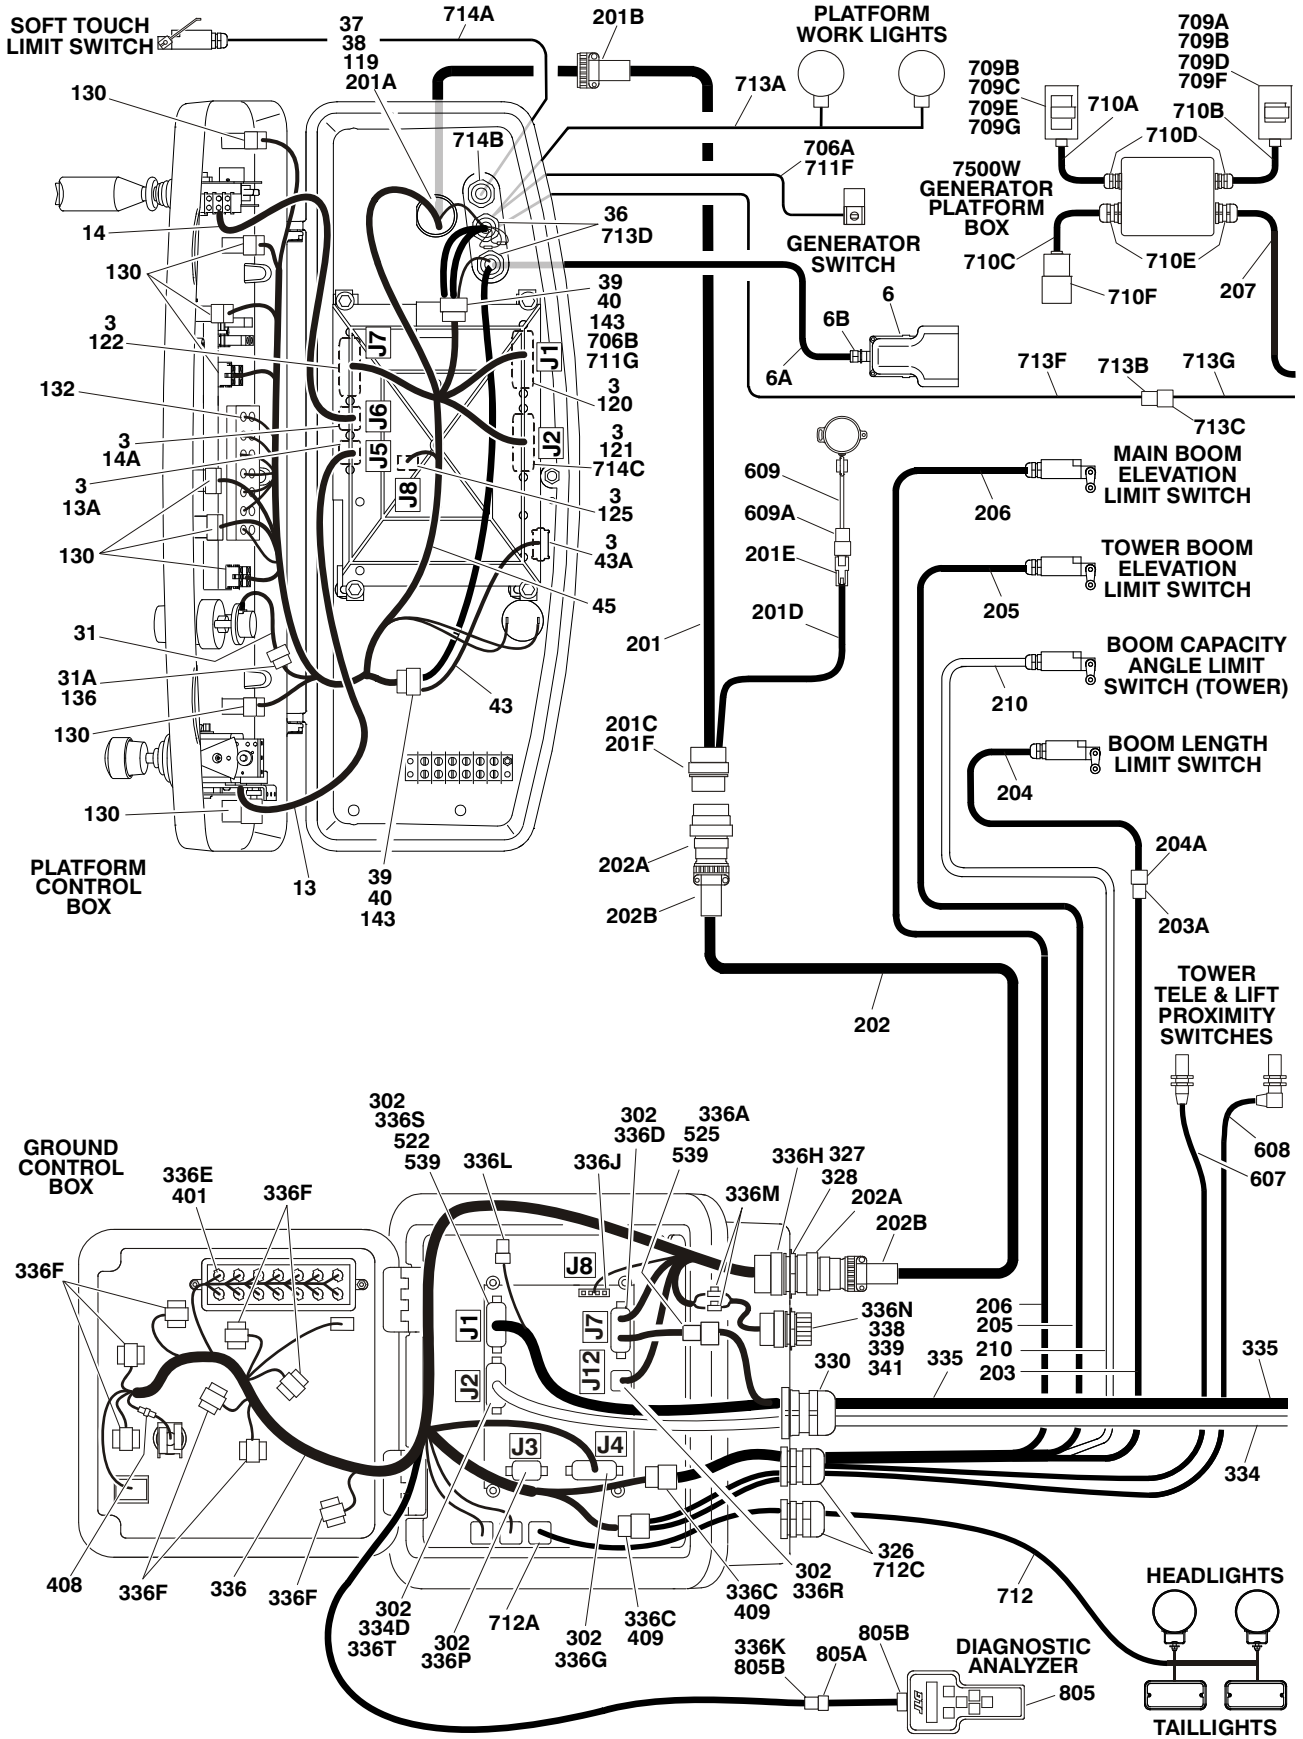 SOFT TOUCH
LIMIT SWITCH
714A
37
38
119
201A
201B
PLATFORM
WORK LIGHTS
713A
709B
709C
709E
709G
709A
709B
709D
709F
710A
710B
710D
7500W
GENERATOR
PLATFORM
BOX
710C
710E
710F
207
130
714B
706A
711F
36
713D
GENERATOR
SWITCH
14
130
39
40
143
706B
711G
6
6B
6A
3
122
J7
J1
3
120
713F
713B
713G
713C
132
J6
J5
J2
J8
3
121
714C
3
14A
3
13A
3
125
3
43A
130
609
609A
201E
201D
MAIN BOOM
ELEVATION
LIMIT SWITCH
206
TOWER BOOM
ELEVATION
LIMIT SWITCH
205
45
201
31
31A
136
43
BOOM CAPACITY
ANGLE LIMIT
SWITCH (TOWER)
210
130
201C
201F
BOOM LENGTH
LIMIT SWITCH
204
130
PLATFORM
CONTROL
BOX
13
39
40
143
202A
202B
204A
203A
202
TOWER
TELE & LIFT
PROXIMITY
SWITCHES
608
607
GROUND
CONTROL
BOX
302
336S
522
539
336L
336J
302
336D
336A
525
539
336H
327
328
336M
202A
202B
336E
401
336F
336F
J8
J1
J7
J2
J12
336N
338
339
341
330
335
206
205
210
203
335
J3
J4
334
408
336F
336
336F
302
334D
336T
302
336P
712A
302
336G
336C
409
336C
409
302
336R
326
712C
712
336K
805B
805A
805B
DIAGNOSTIC
ANALYZER
JLG
805
HEADLIGHTS
TAILLIGHTS